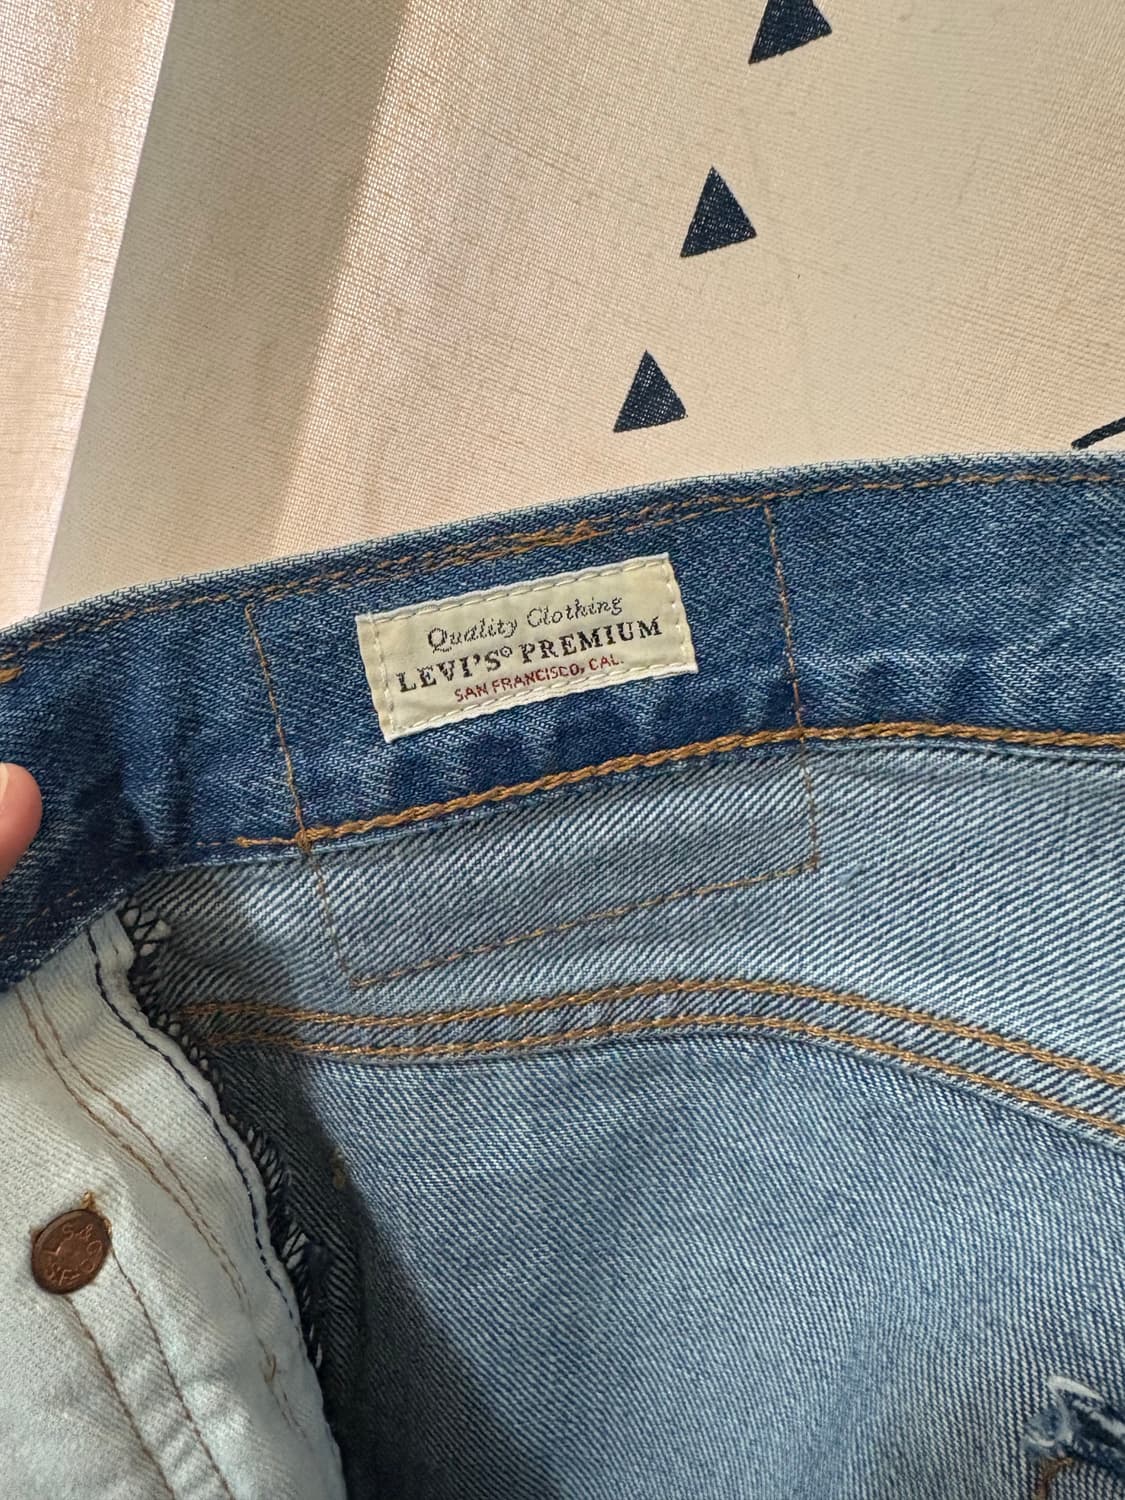 Quality Clothing
LEVI'S® PREMIUM
SAN FRANCISCO, CAL.